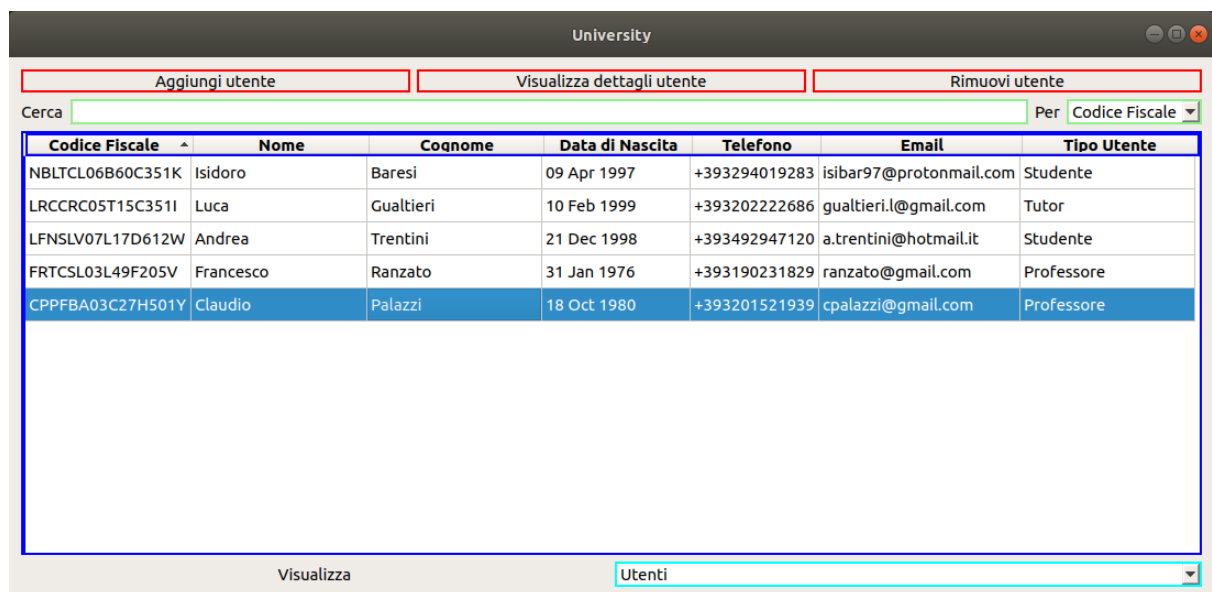 University
Aggiungi utente Visualizza dettagli utente Rimuovi utente
Cerca Per Codice Fiscale
Codice Fiscale Nome Cognome Data di Nascita Telefono Email Tipo Utente
NBLTCL06B60C351K Isidoro Baresi 09 Apr 1997 +393294019283 isibar97@protonmail.com Studente
LRCCRC05T15C351I Luca Gualtieri 10 Feb 1999 +393202222686 gualtieri.l@gmail.com Tutor
LFNSLV07L17D612W Andrea Trentini 21 Dec 1998 +393492947120 a.trentini@hotmail.it Studente
FRTCSL03L49F205V Francesco Ranzato 31 Jan 1976 +393190231829 ranzato@gmail.com Professore
CPPFBA03C27H501Y Claudio Palazzi 18 Oct 1980 +393201521939 cpalazzi@gmail.com Professore
Visualizza Utenti